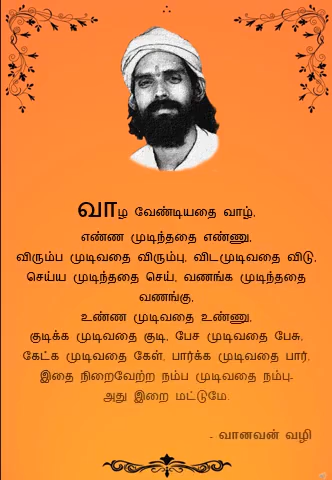 வாழ வேண்டியதை வாழ்,
எண்ண முடிந்ததை எண்ணு,
விரும்ப முடிவதை விரும்பு, விடமுடிவதை விடு,
செய்ய முடிந்ததை செய், வணங்க முடிந்ததை
வணங்கு,
உண்ண முடிவதை உண்ணு,
குடிக்க முடிவதை குடி, பேச முடிவதை பேசு,
கேட்க முடிவதை கேள், பார்க்க முடிவதை பார்,
இதை நிறைவேற்ற நம்ப முடிவதை நம்பு-
அது இறை மட்டுமே.
- வானவன் வழி